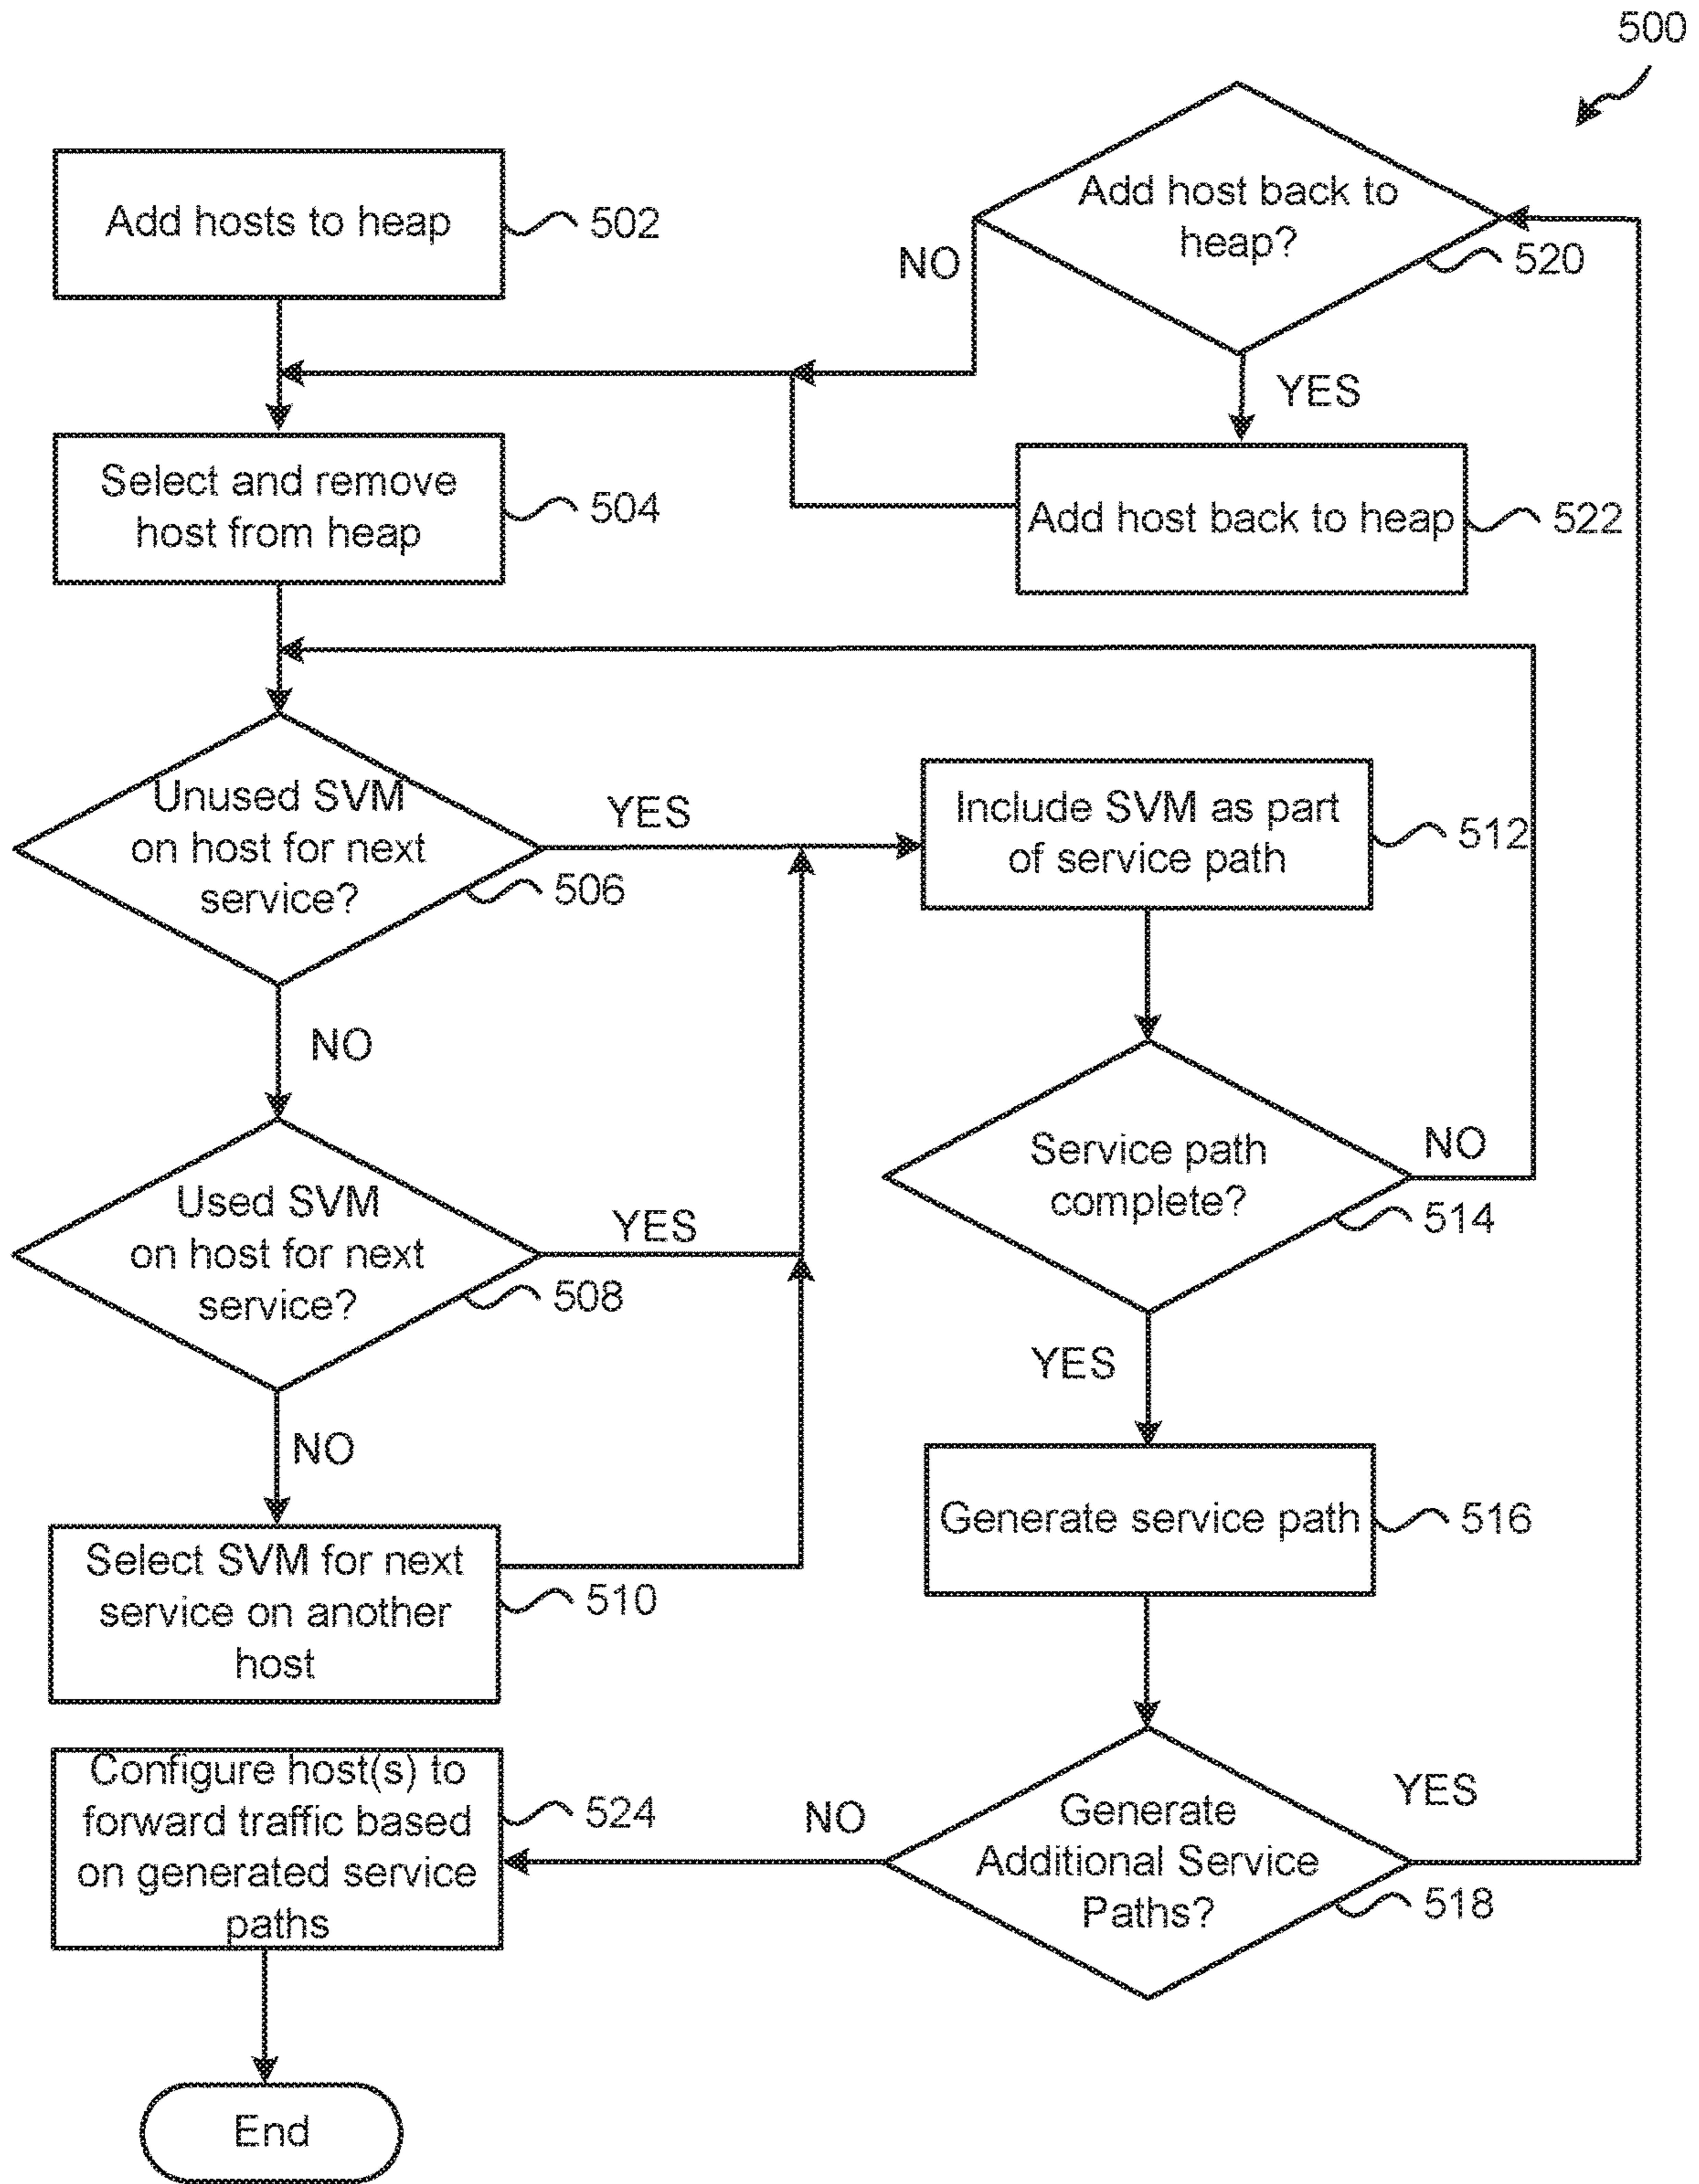 500
Add hosts to heap
502
Add host back to
heap?
520
NO
YES
Select and remove
host from heap
504
Add host back to heap
522
Unused SVM
on host for next
service?
506
YES
NO
Include SVM as part
of service path
512
Used SVM
on host for next
service?
508
YES
NO
Service path
complete?
514
NO
YES
Select SVM for next
service on another
host
510
Generate service path
516
Configure host(s) to
forward traffic based
on generated service
paths
524
NO
Generate
Additional Service
Paths?
518
YES
End